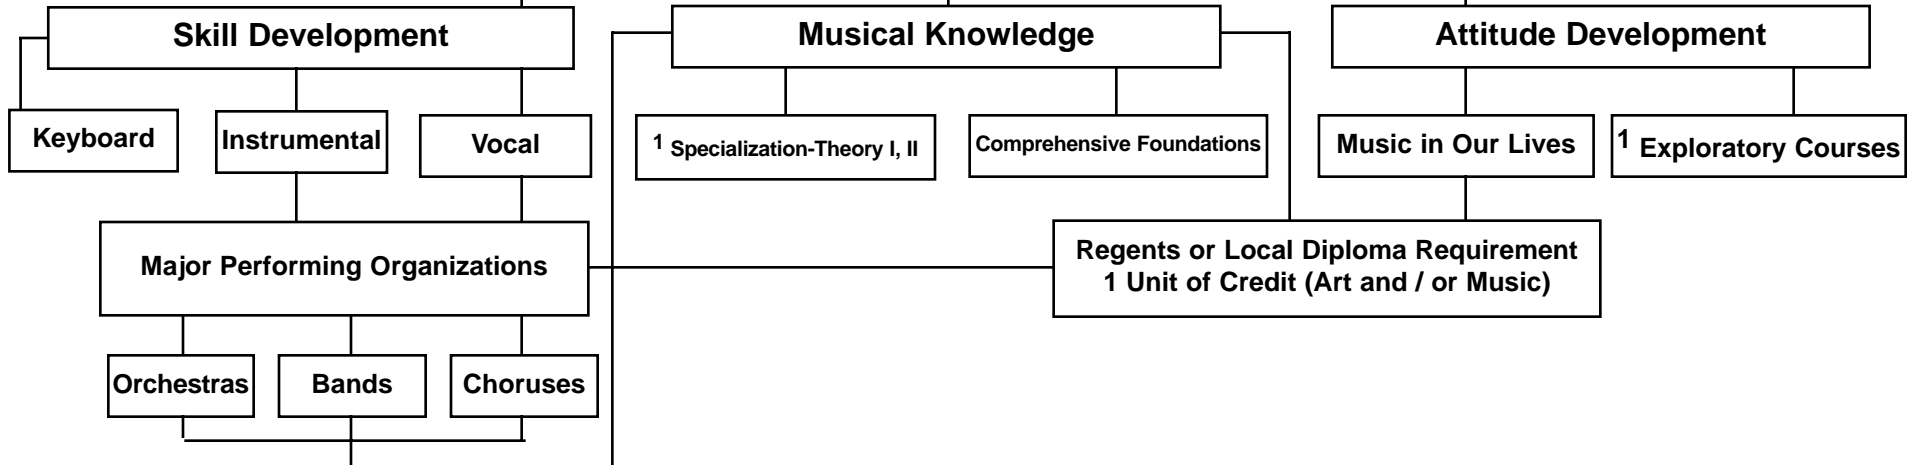 Skill Development
Musical Knowledge
Attitude Development
Keyboard
Instrumental
Vocal
1 Specialization-Theory I, II
Comprehensive Foundations
Music in Our Lives
1 Exploratory Courses
Major Performing Organizations
Regents or Local Diploma Requirement
1 Unit of Credit (Art and / or Music)
Orchestras
Bands
Choruses